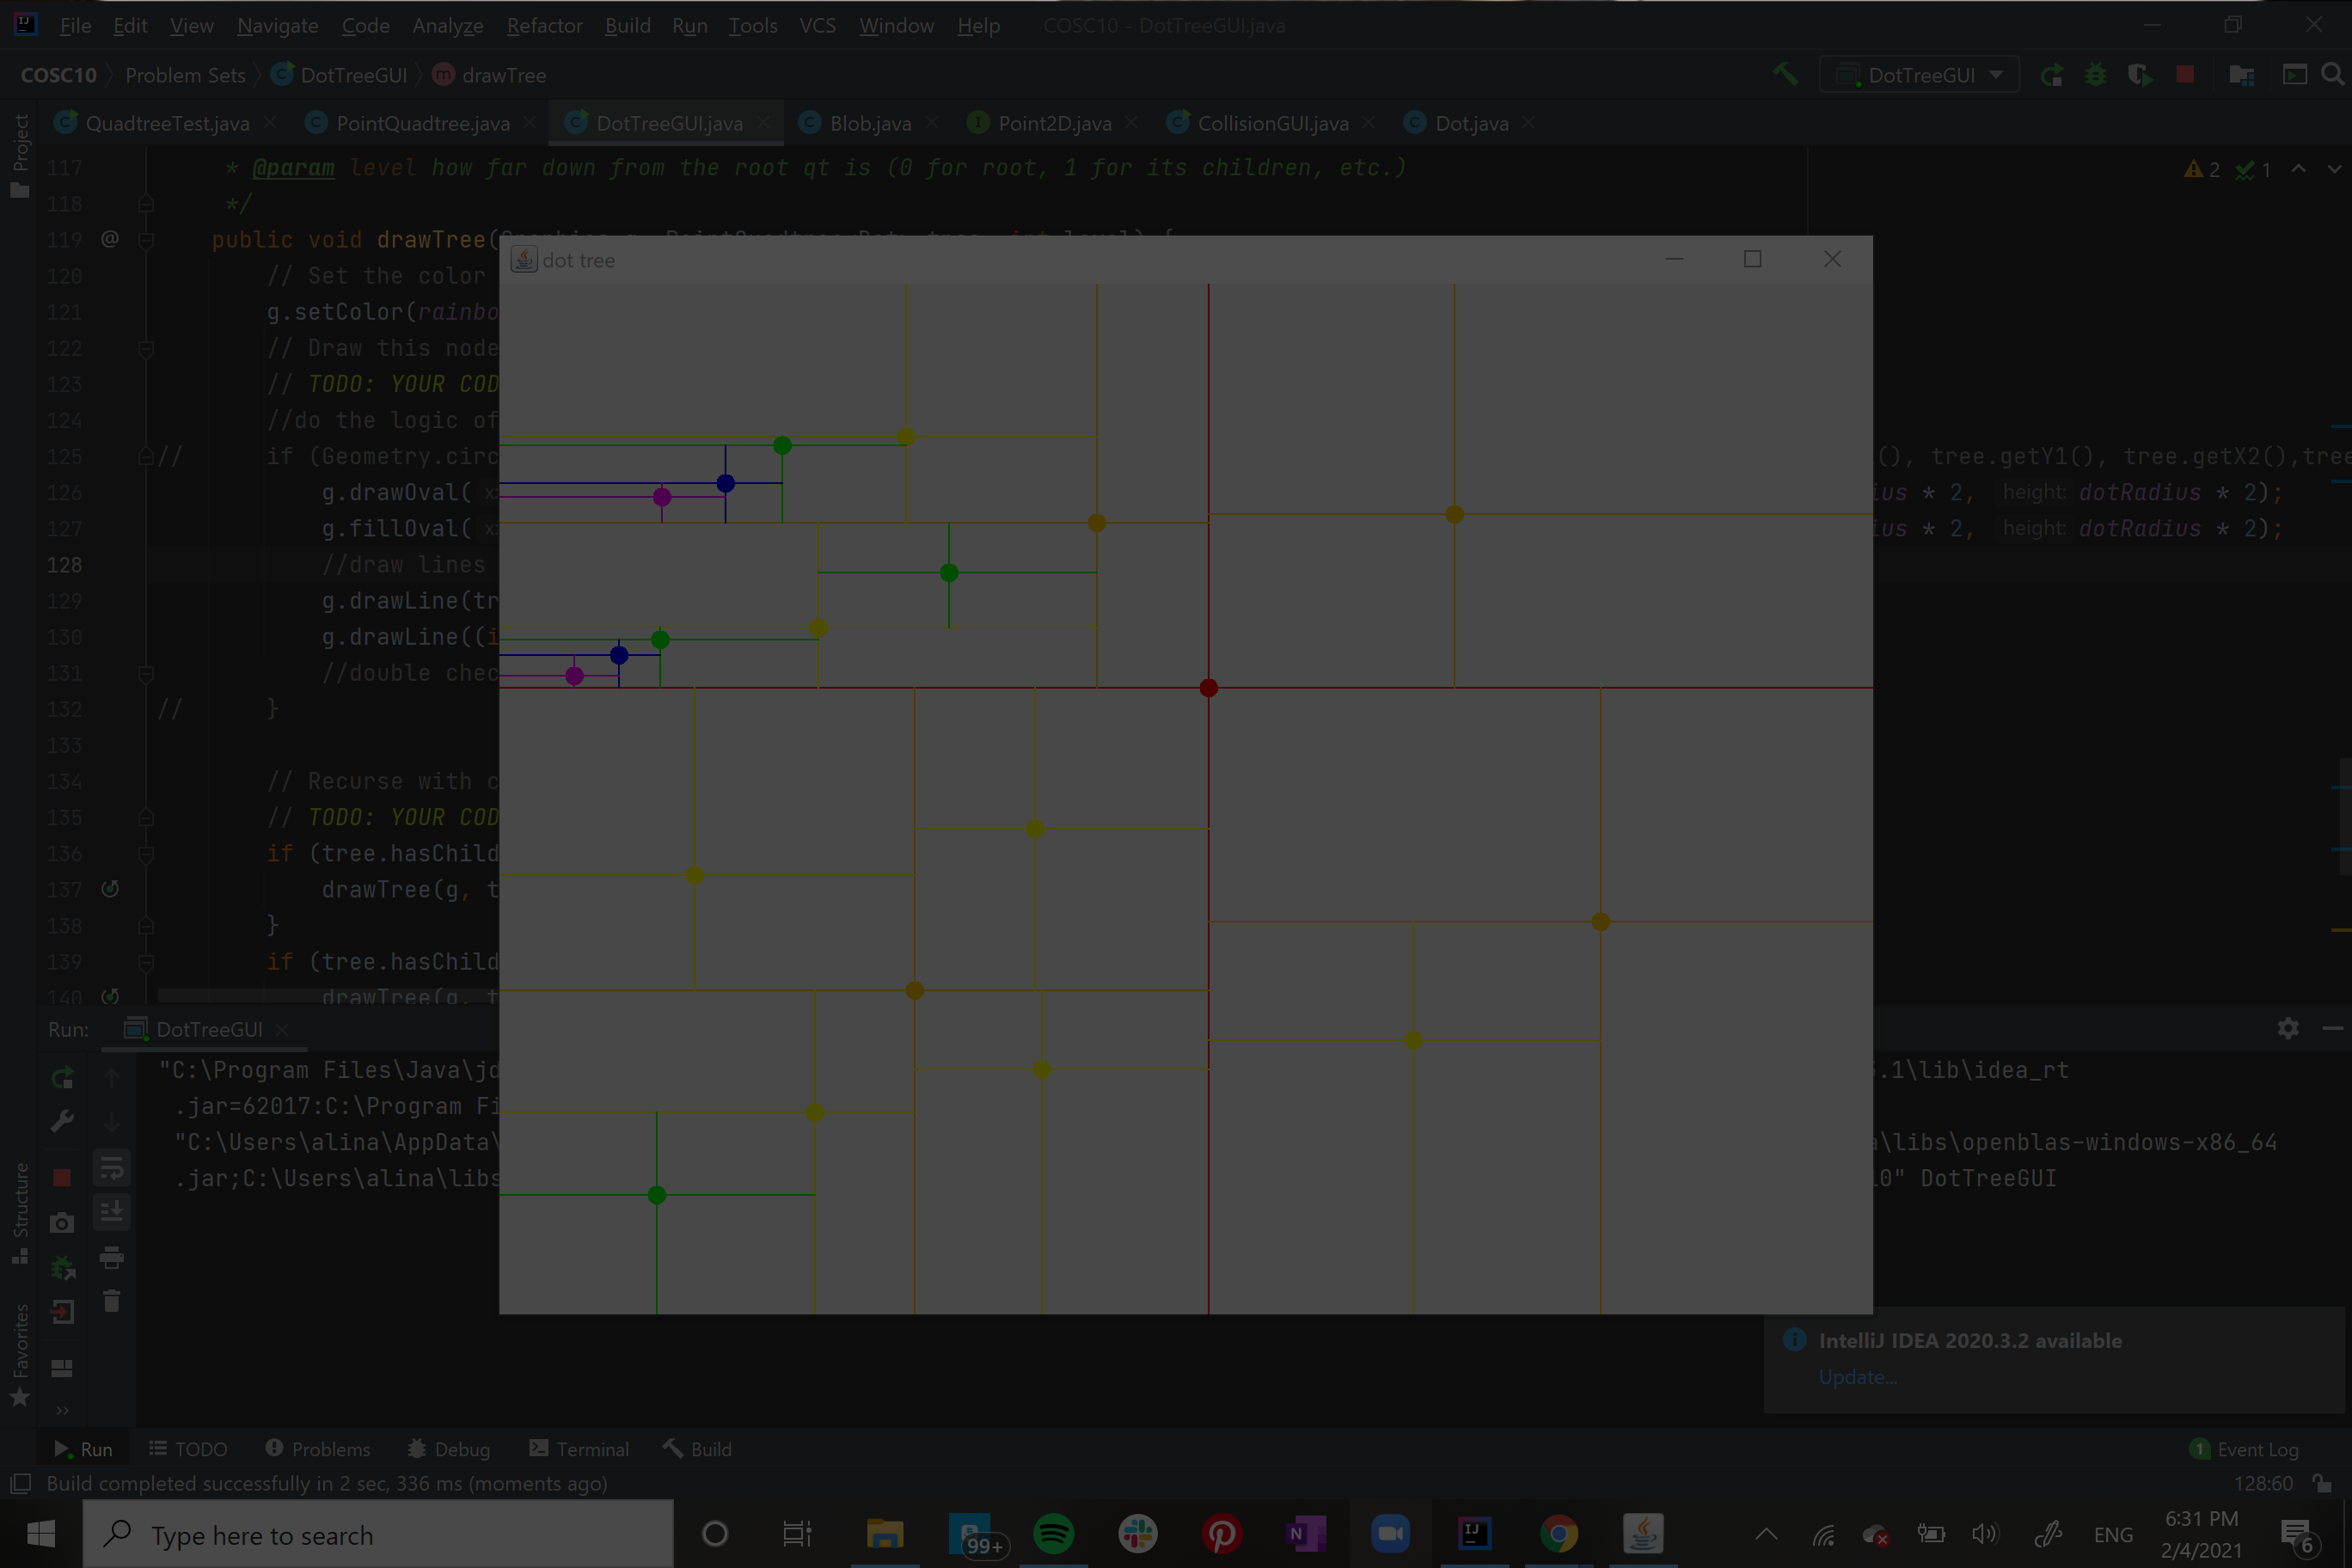 File Edit View Navigate Code Analyze Refactor Build Run Tools VCS Window Help COSC10 - DotTreeGUI.java
COSC10 Problem Sets DotTreeGUI drawTree DotTreeGUI
QuadtreeTest.java PointQuadtree.java DotTreeGUI.java Blob.java Point2D.java CollisionGUI.java Dot.java
Project
117 * @param level how far down from the root qt is (0 for root, 1 for its children, etc.) 2 1
118 */
119 @ public void drawTree(
120 // Set the color
121 g.setColor(rainbo
122 // Draw this node
123 // TODO: YOUR COD
124 //do the logic of
125 // if (Geometry.circ (), tree.getY1(), tree.getX2(),tree
126 g.drawOval( x: ius * 2, height: dotRadius * 2);
127 g.fillOval( x: ius * 2, height: dotRadius * 2);
128 //draw lines
129 g.drawLine(tr
130 g.drawLine((i
131 //double chec
132 // }
133
134 // Recurse with c
135 // TODO: YOUR COD
136 if (tree.hasChild
137 drawTree(g, t
138 }
139 if (tree.hasChild
140 drawTree(g, t
dot tree
Run: DotTreeGUI
"C:\Program Files\Java\jd .1\lib\idea_rt
.jar=62017:C:\Program Fi
"C:\Users\alina\AppData\ \libs\openblas-windows-x86_64
.jar;C:\Users\alina\libs 0" DotTreeGUI
Structure
Favorites
IntelliJ IDEA 2020.3.2 available
Update...
Run TODO Problems Debug Terminal Build 1 Event Log
Build completed successfully in 2 sec, 336 ms (moments ago) 128:60
Type here to search 99+ ENG 6:31 PM
2/4/2021 6